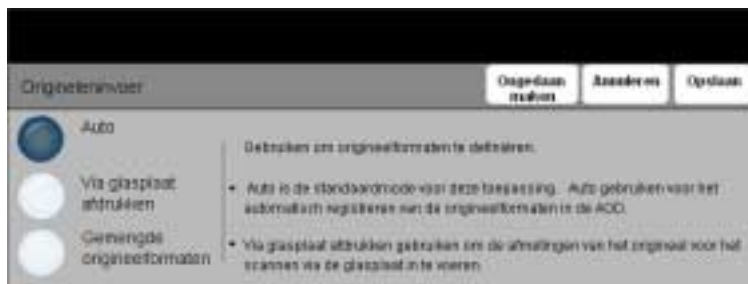 Origineleninvoer
Ongedaan
maken
Annuleren
Opslaan
Auto
Gebruiken om origineelformaten te definiëren.
Via glasplaat
afdrukken
• Auto is de standaardmode voor deze toepassing. Auto gebruiken voor het
automatisch registreren van de origineelformaten in de AOD.
Gemengde
origineelformaten
• Via glasplaat afdrukken gebruiken om de afmetingen van het origineel voor het
scannen via de glasplaat in te voeren.